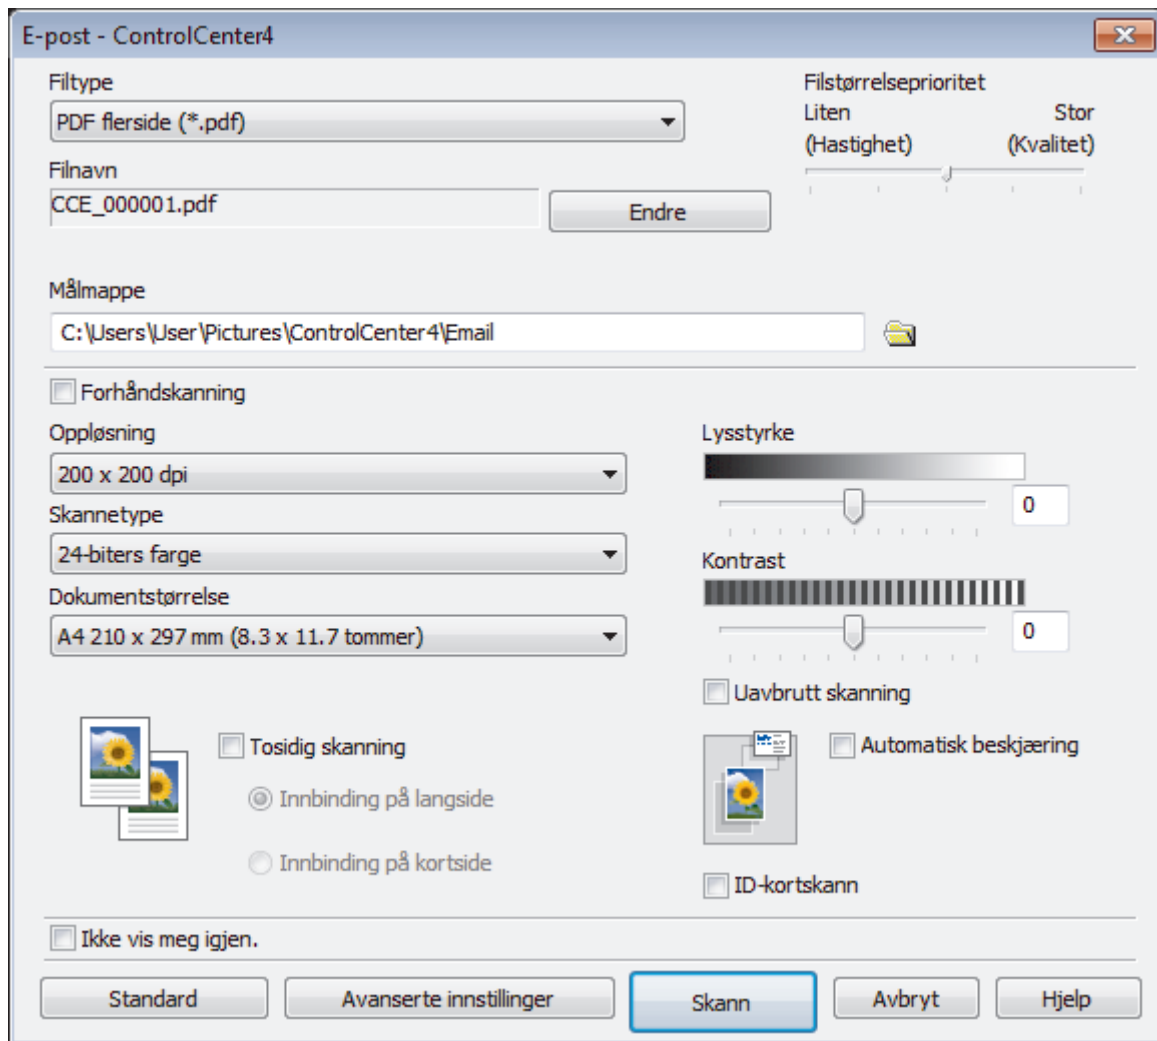 E-post - ControlCenter4
Filtype
PDF flerside (*.pdf)
Filstørrelseprioritet
Liten Stor
(Hastighet) (Kvalitet)
Filnavn
CCE_000001.pdf
Endre
Målmappe
C:\Users\User\Pictures\ControlCenter4\Email
Forhåndskanning
Oppløsning
200 x 200 dpi
Skannetype
24-biters farge
Dokumentstørrelse
A4 210 x 297 mm (8.3 x 11.7 tommer)
Lysstyrke
0
Kontrast
0
Uavbrutt skanning
Tosidig skanning
Innbinding på langside
Innbinding på kortside
Automatisk beskjæring
ID-kortskann
Ikke vis meg igjen.
Standard Avanserte innstillinger Skann Avbryt Hjelp